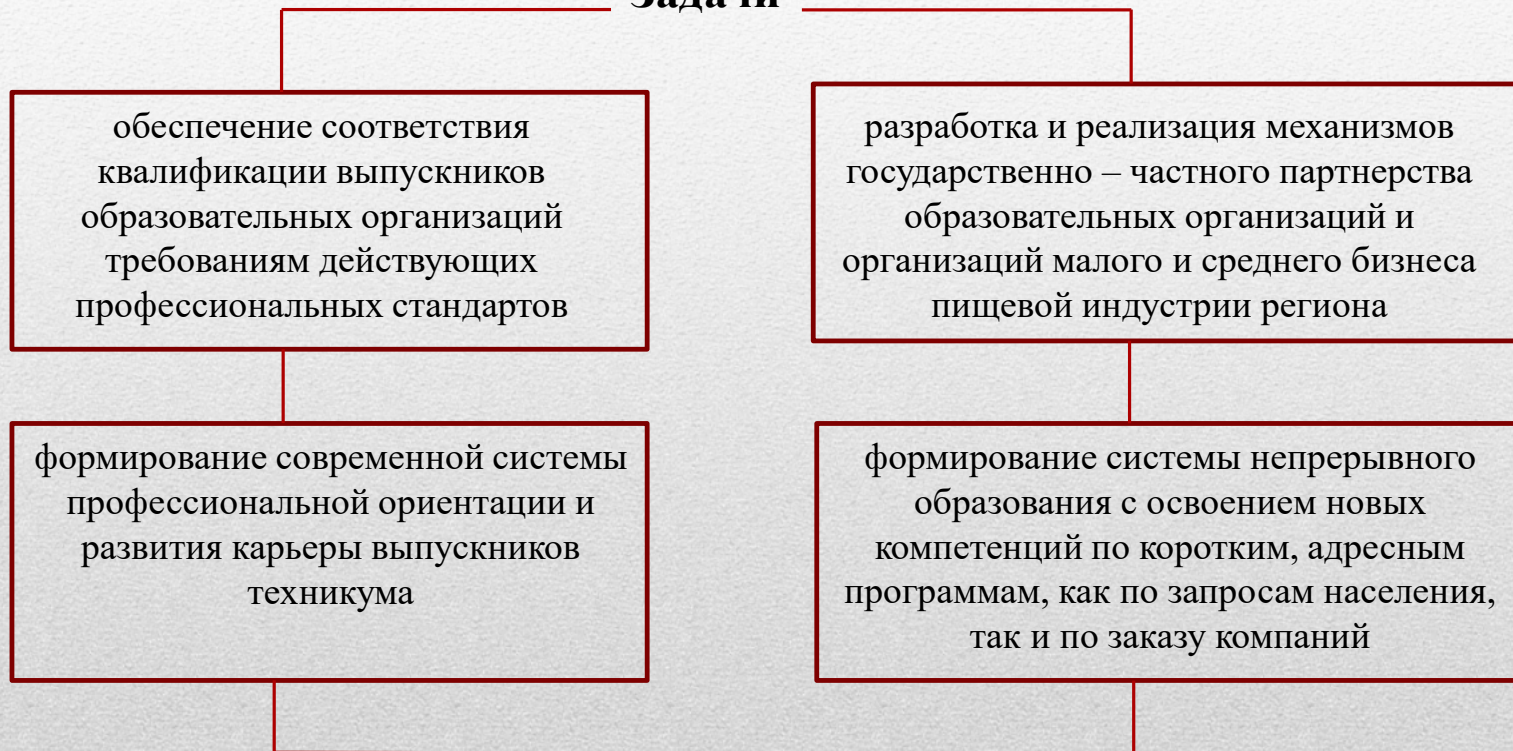 Задачи
обеспечение соответствия
квалификации выпускников
образовательных организаций
требованиям действующих
профессиональных стандартов
разработка и реализация механизмов
государственно – частного партнерства
образовательных организаций и
организаций малого и среднего бизнеса
пищевой индустрии региона
формирование современной системы
профессиональной ориентации и
развития карьеры выпускников
техникума
формирование системы непрерывного
образования с освоением новых
компетенций по коротким, адресным
программам, как по запросам населения,
так и по заказу компаний